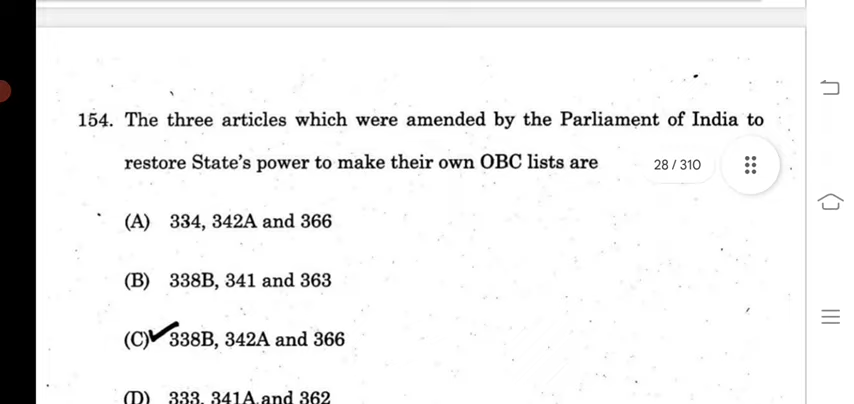 154. The three articles which were amended by the Parliament of India to
restore State's power to make their own OBC lists are
28 / 310
(A) 334, 342A and 366
(B) 338B, 341 and 363
(C) 338B, 342A and 366
(D) 333, 341A and 362